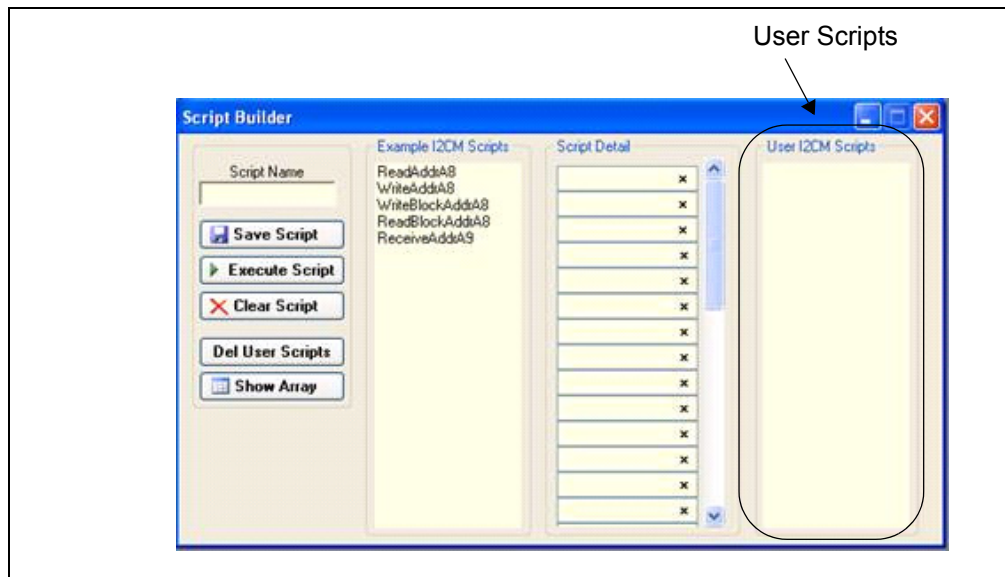 User Scripts
Script Builder
Script Name
Save Script
Execute Script
Clear Script
Del User Scripts
Show Array
Example I2CM Scripts
ReadAddrA8
WriteAddrA8
WriteBlockAddrA8
ReadBlockAddrA8
ReceiveAddrA9
Script Detail
User I2CM Scripts